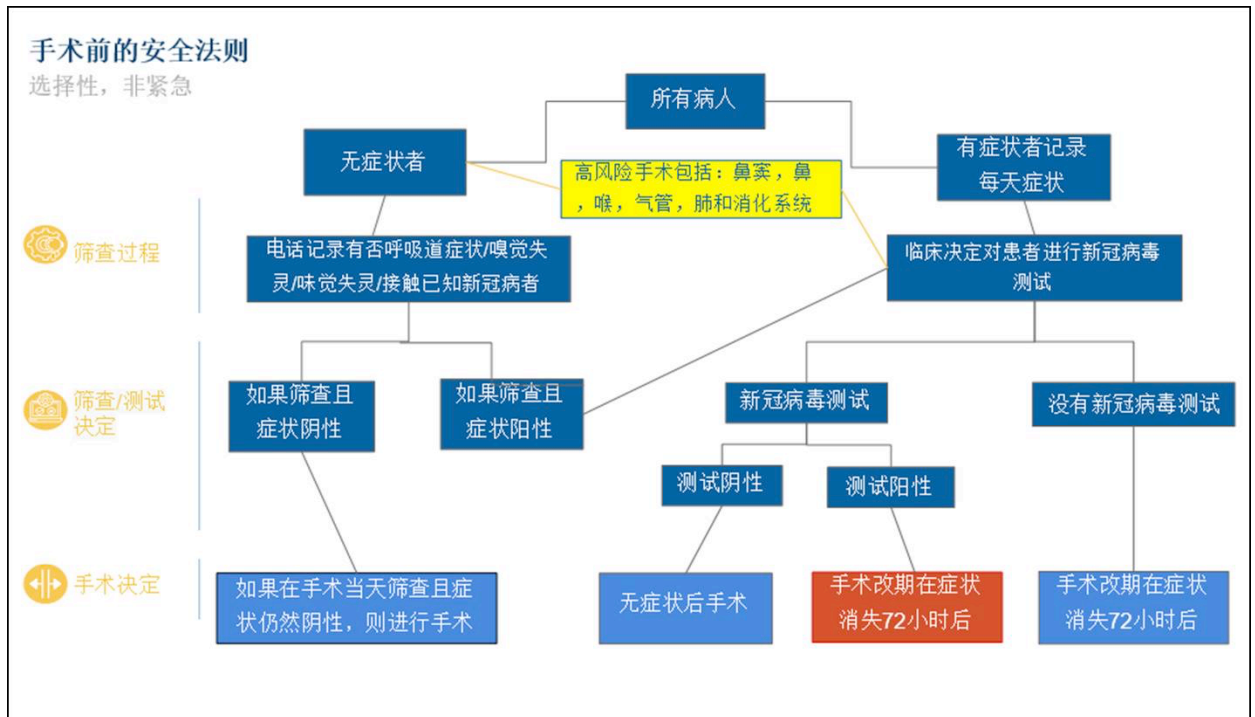 手术前的安全法则
选择性，非紧急
所有病人
无症状者
有症状者记录
每天症状
高风险手术包括：鼻窦，鼻
，喉，气管，肺和消化系统
筛查过程
电话记录有否呼吸道症状/嗅觉失
灵/味觉失灵/接触已知新冠病者
临床决定对患者进行新冠病毒
测试
筛查/测试
决定
如果筛查且
症状阴性
如果筛查且
症状阳性
新冠病毒测试
没有新冠病毒测试
测试阴性
测试阳性
手术决定
如果在手术当天筛查且症
状仍然阴性，则进行手术
无症状后手术
手术改期在症状
消失72小时后
手术改期在症状
消失72小时后